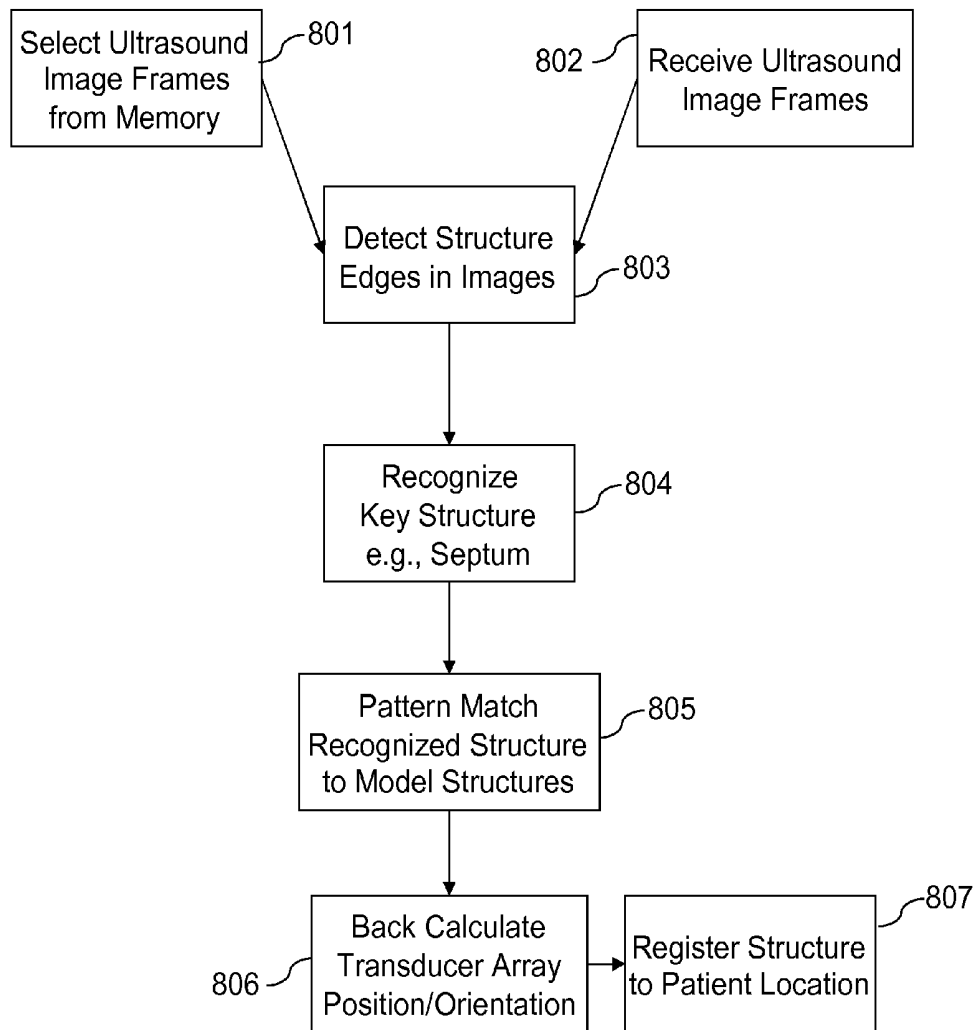 Select Ultrasound
Image Frames
from Memory
801
802
Receive Ultrasound
Image Frames
Detect Structure
Edges in Images
803
Recognize
Key Structure
e.g., Septum
804
Pattern Match
Recognized Structure
to Model Structures
805
Back Calculate
Transducer Array
Position/Orientation
806
807
Register Structure
to Patient Location